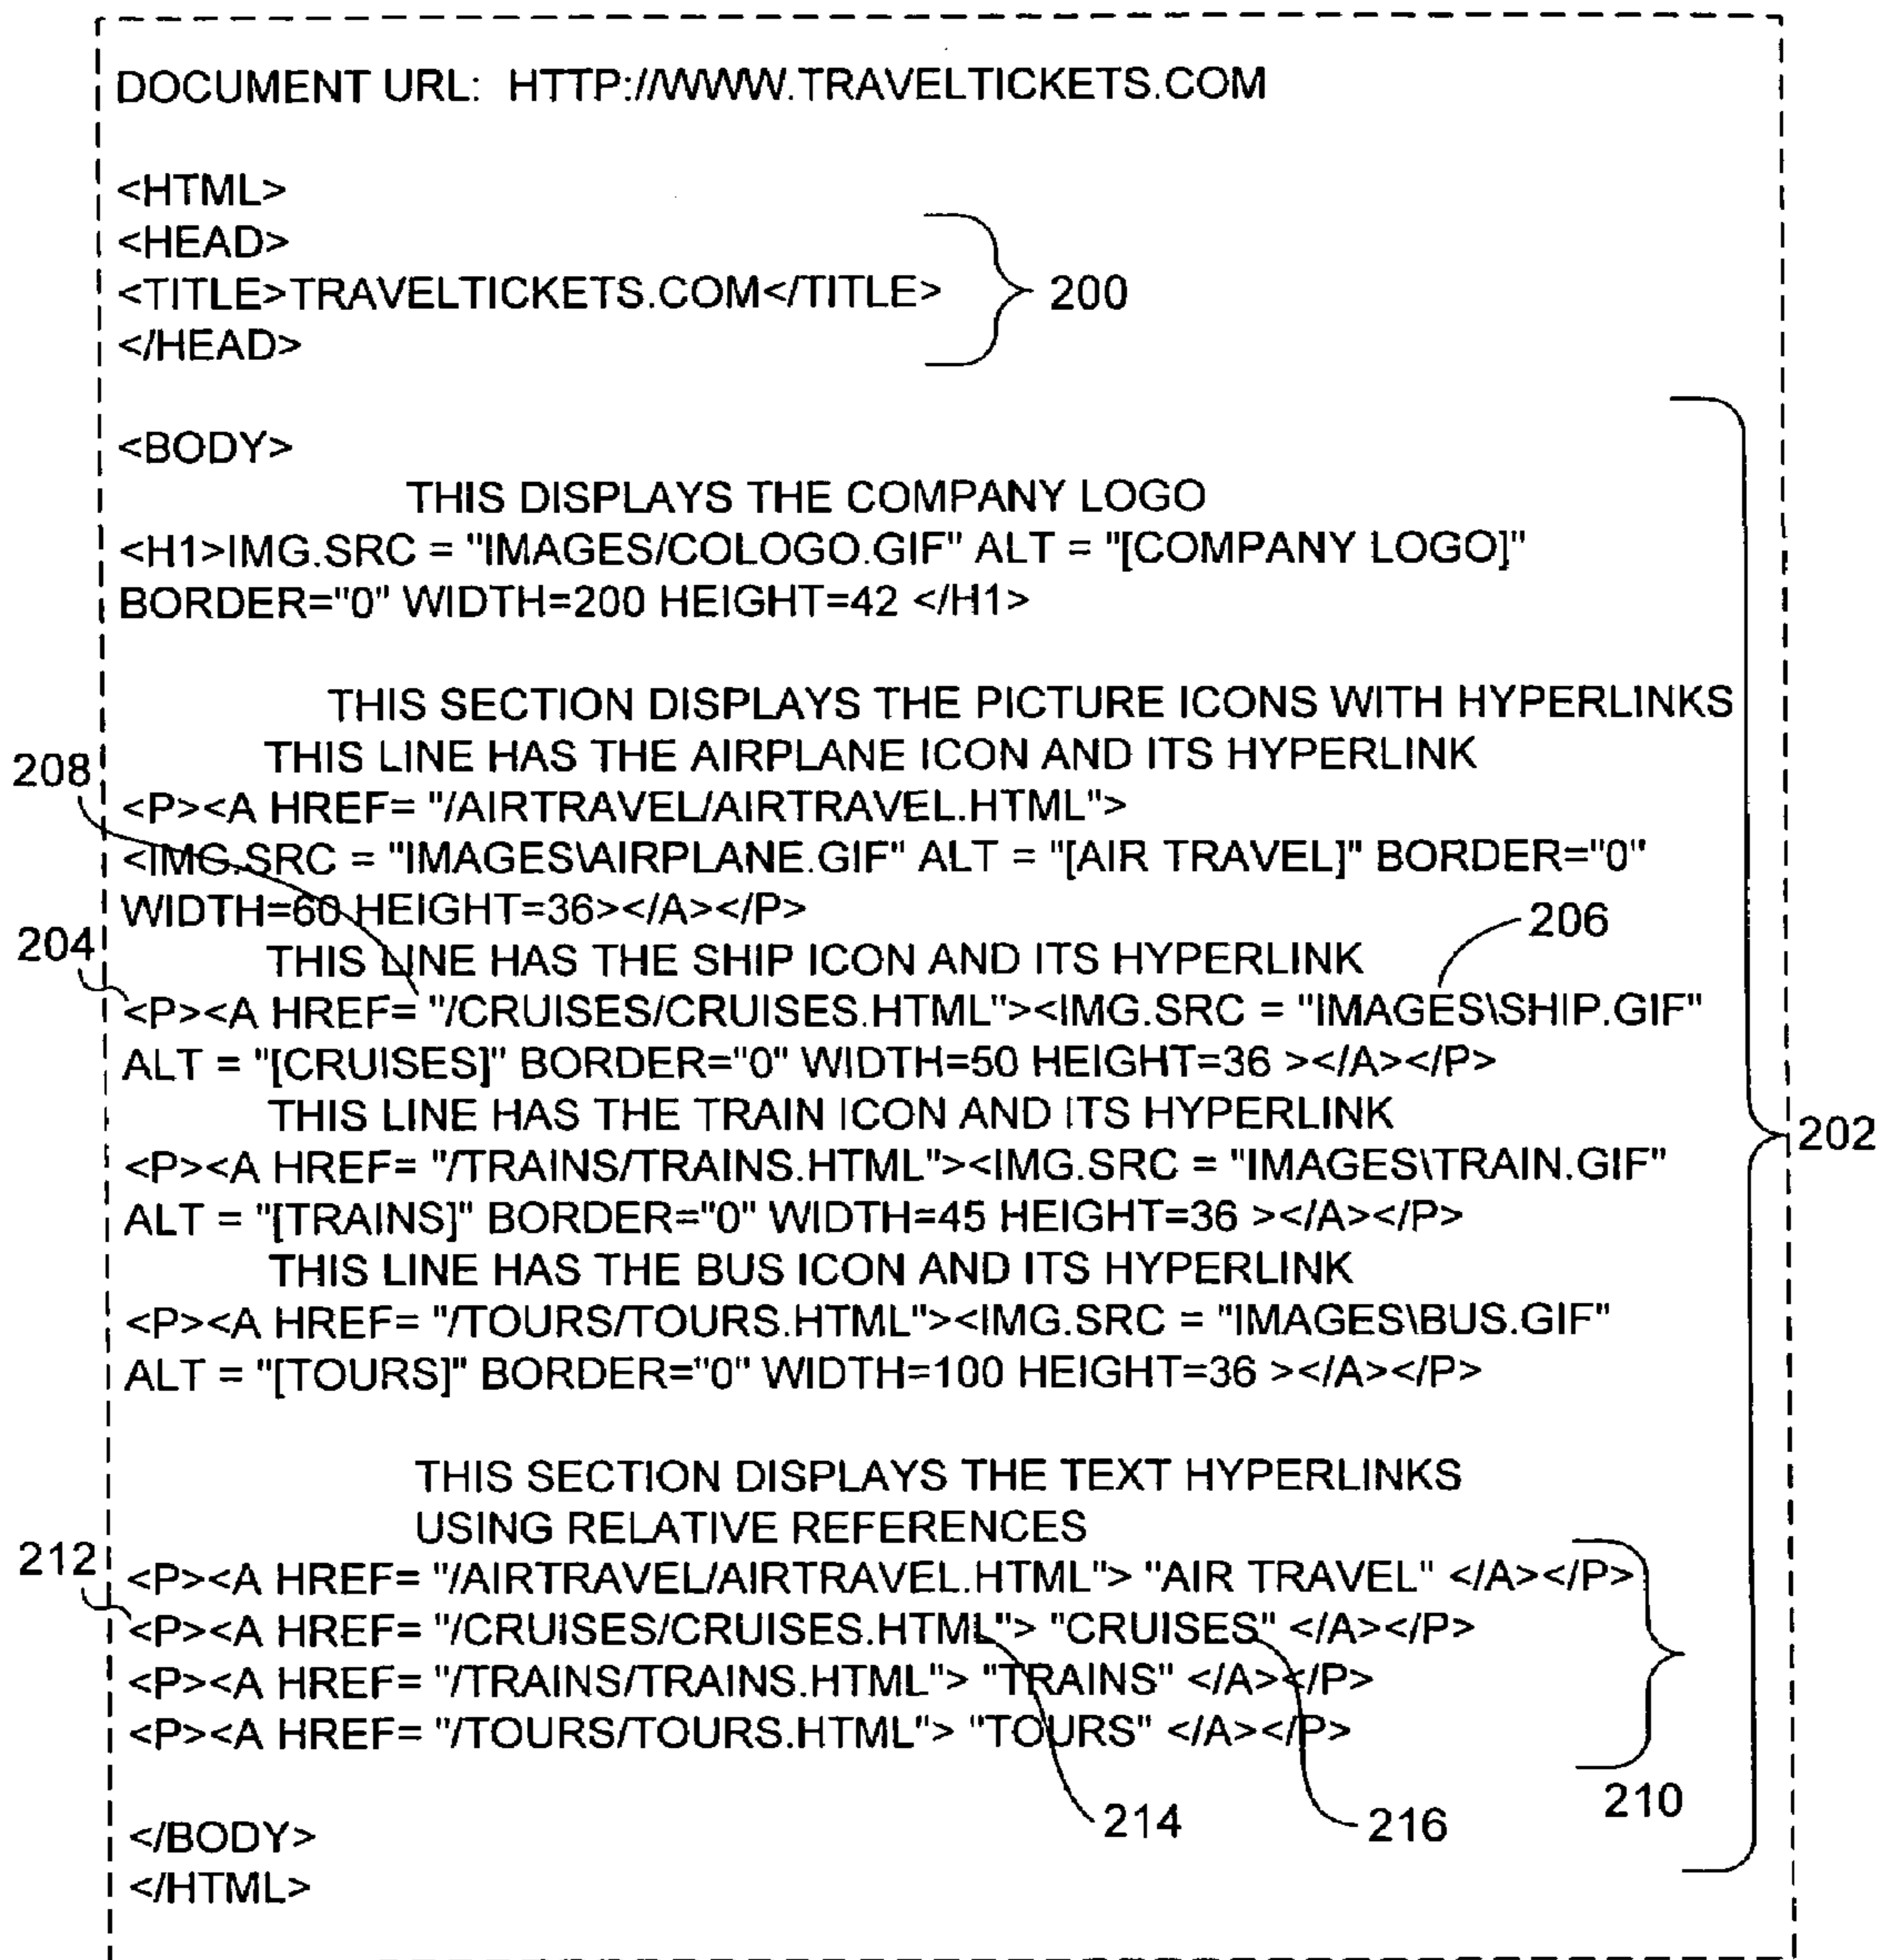 DOCUMENT URL: HTTP://WWW.TRAVELTICKETS.COM
<HTML>
<HEAD>
<TITLE>TRAVELTICKETS.COM</TITLE>
200
</HEAD>
<BODY>
THIS DISPLAYS THE COMPANY LOGO
<H1>IMG.SRC = "IMAGES/COLOGO.GIF" ALT = "[COMPANY LOGO]"
BORDER="0" WIDTH=200 HEIGHT=42 </H1>
THIS SECTION DISPLAYS THE PICTURE ICONS WITH HYPERLINKS
THIS LINE HAS THE AIRPLANE ICON AND ITS HYPERLINK
208
<P><A HREF= "/AIRTRAVEL/AIRTRAVEL.HTML">
<IMG.SRC = "IMAGES\AIRPLANE.GIF" ALT = "[AIR TRAVEL]" BORDER="0"
WIDTH=60 HEIGHT=36></A></P>
206
204
THIS LINE HAS THE SHIP ICON AND ITS HYPERLINK
<P><A HREF= "/CRUISES/CRUISES.HTML"><IMG.SRC = "IMAGES\SHIP.GIF"
ALT = "[CRUISES]" BORDER="0" WIDTH=50 HEIGHT=36 ></A></P>
THIS LINE HAS THE TRAIN ICON AND ITS HYPERLINK
202
<P><A HREF= "/TRAINS/TRAINS.HTML"><IMG.SRC = "IMAGES\TRAIN.GIF"
ALT = "[TRAINS]" BORDER="0" WIDTH=45 HEIGHT=36 ></A></P>
THIS LINE HAS THE BUS ICON AND ITS HYPERLINK
<P><A HREF= "/TOURS/TOURS.HTML"><IMG.SRC = "IMAGES\BUS.GIF"
ALT = "[TOURS]" BORDER="0" WIDTH=100 HEIGHT=36 ></A></P>
THIS SECTION DISPLAYS THE TEXT HYPERLINKS
USING RELATIVE REFERENCES
212
<P><A HREF= "/AIRTRAVEL/AIRTRAVEL.HTML"> "AIR TRAVEL" </A></P>
<P><A HREF= "/CRUISES/CRUISES.HTML"> "CRUISES" </A></P>
<P><A HREF= "/TRAINS/TRAINS.HTML"> "TRAINS" </A></P>
<P><A HREF= "/TOURS/TOURS.HTML"> "TOURS" </A></P>
210
214
216
</BODY>
</HTML>